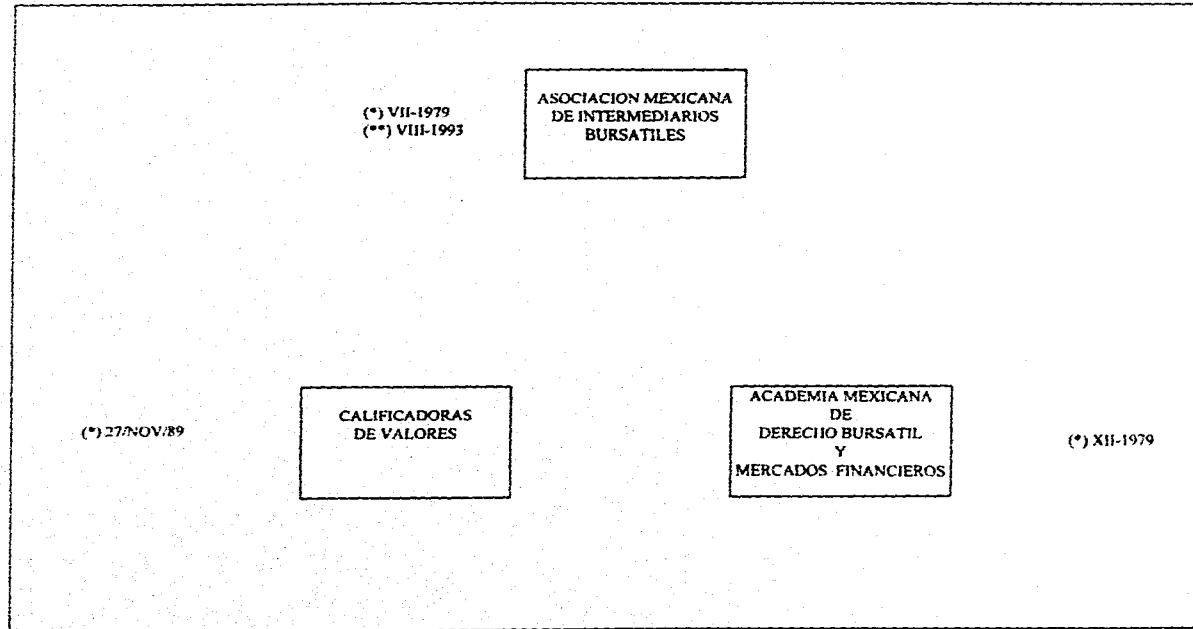 (*) VII-1979
(**) VIII-1993
ASOCIACION MEXICANA
DE INTERMEDIARIOS
BURSATILES
(*) 27/NOV/89
CALIFICADORAS
DE VALORES
ACADEMIA MEXICANA
DE
DERECHO BURSATIL
Y
MERCADOS FINANCIEROS
(*) XII-1979